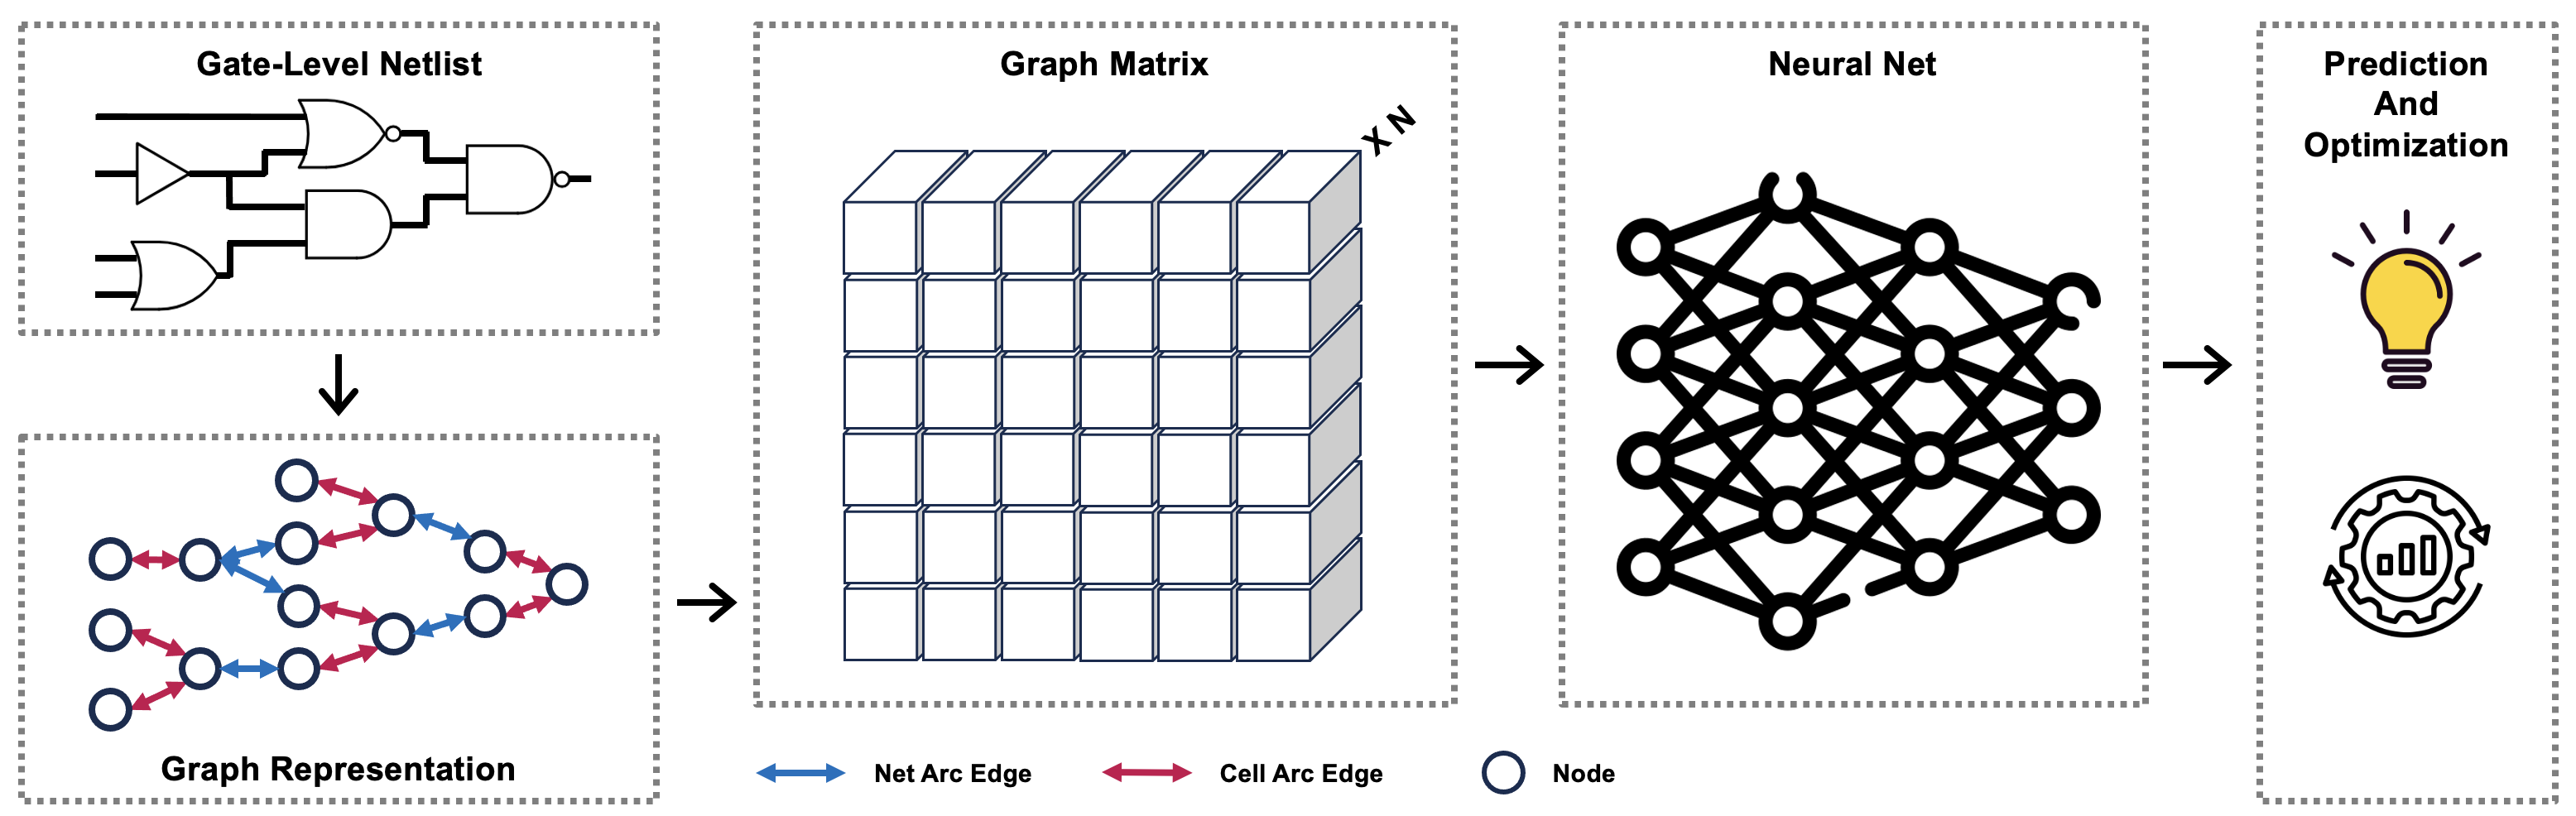 Gate-Level Netlist
Graph Representation
Graph Matrix
X N
Neural Net
Prediction
And
Optimization
Net Arc Edge
Cell Arc Edge
Node